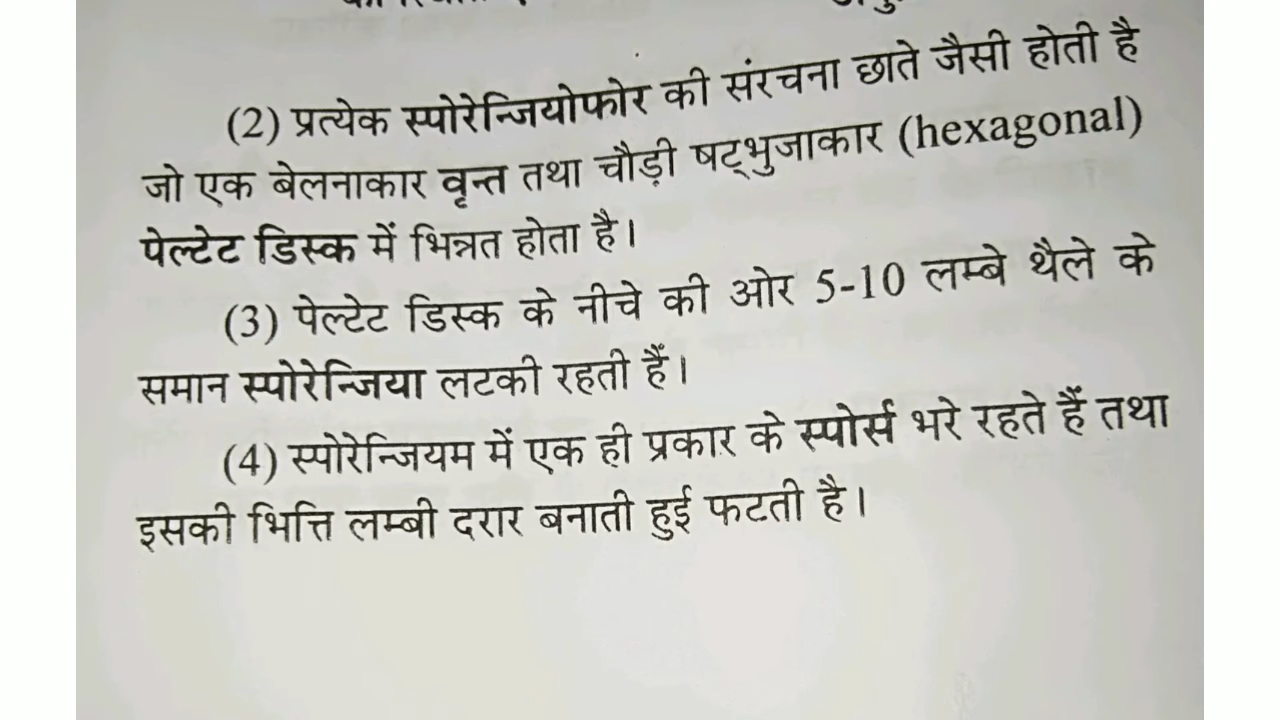 (2) प्रत्येक स्पोरेन्जियोफोर की संरचना छाते जैसी होती है
जो एक बेलनाकार वृन्त तथा चौड़ी षट्भुजाकार (hexagonal)
पेल्टेट डिस्क में भिन्नत होता है।
(3) पेल्टेट डिस्क के नीचे की ओर 5-10 लम्बे थैले के
समान स्पोरेन्जिया लटकी रहती हैं।
(4) स्पोरेन्जियम में एक ही प्रकार के स्पोर्स भरे रहते हैं तथा
इसकी भित्ति लम्बी दरार बनाती हुई फटती है।